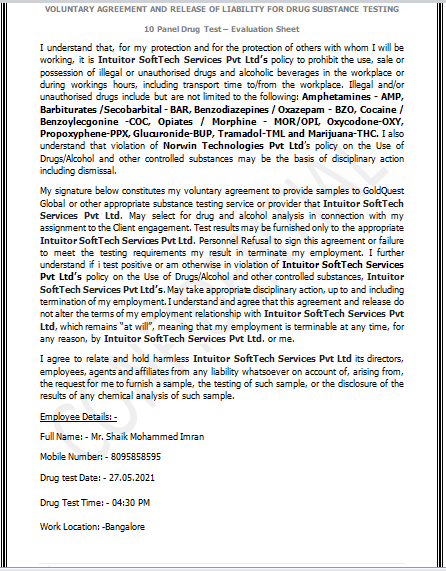 VOLUNTARY AGREEMENT AND RELEASE OF LIABILITY FOR DRUG SUBSTANCE TESTING
10 Panel Drug Test – Evaluation Sheet
I understand that, for my protection and for the protection of others with whom I will be
working, it is Intuitor SoftTech Services Pvt Ltd's policy to prohibit the use, sale or
possession of illegal or unauthorised drugs and alcoholic beverages in the workplace or
during workings hours, including transport time to/from the workplace. Illegal and/or
unauthorised drugs include but are not limited to the following: Amphetamines - AMP,
Barbiturates /Secobarbital - BAR, Benzodiazepines / Oxazepam - BZO, Cocaine /
Benzoylecgonine -COC, Opiates / Morphine - MOR/OPI, Oxycodone-OXY,
Propoxyphene-PPX, Glucuronide-BUP, Tramadol-TML and Marijuana-THC. I also
understand that violation of Norwin Technologies Pvt Ltd's policy on the Use of
Drugs/Alcohol and other controlled substances may be the basis of disciplinary action
including dismissal.
My signature below constitutes my voluntary agreement to provide samples to GoldQuest
Global or other appropriate substance testing service or provider that Intuitor SoftTech
Services Pvt Ltd. May select for drug and alcohol analysis in connection with my
assignment to the Client engagement. Test results may be furnished only to the appropriate
Intuitor SoftTech Services Pvt Ltd. Personnel Refusal to sign this agreement or failure
to meet the testing requirements my result in terminate my employment. I further
understand if i test positive or am otherwise in violation of Intuitor SoftTech Services
Pvt Ltd's policy on the Use of Drugs/Alcohol and other controlled substances, Intuitor
SoftTech Services Pvt Ltd's. May take appropriate disciplinary action, up to and including
termination of my employment. I understand and agree that this agreement and release do
not alter the terms of my employment relationship with Intuitor SoftTech Services Pvt
Ltd, which remains "at will", meaning that my employment is terminable at any time, for
any reason, by Intuitor SoftTech Services Pvt Ltd. or me.
I agree to relate and hold harmless Intuitor SoftTech Services Pvt Ltd its directors,
employees, agents and affiliates from any liability whatsoever on account of, arising from,
the request for me to furnish a sample, the testing of such sample, or the disclosure of the
results of any chemical analysis of such sample.
Employee Details: -
Full Name: - Mr. Shaik Mohammed Imran
Mobile Number: - 8095858595
Drug test Date: - 27.05.2021
Drug Test Time: - 04:30 PM
Work Location: -Bangalore